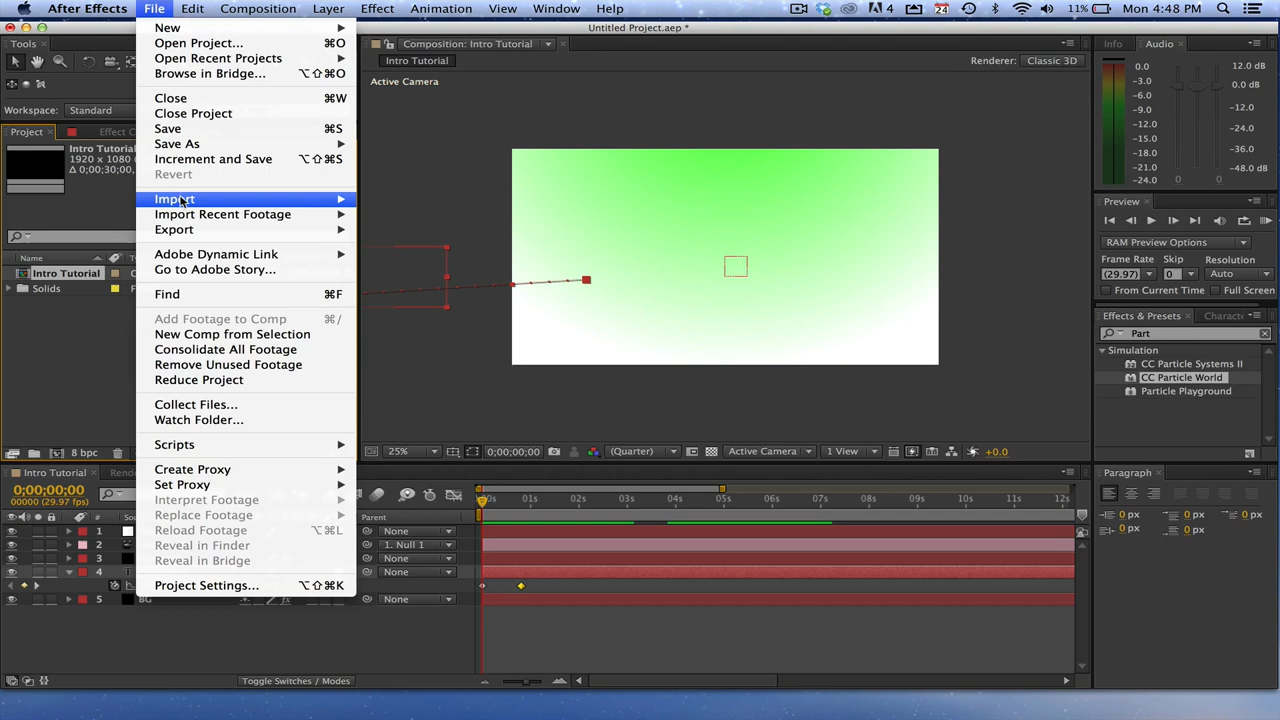 After Effects File Edit Composition Layer Effect Animation View Window Help 4 24 11% Mon 4:48 PM
Untitled Project.aep *
Tools
Workspace: Standard
Project Effect C
Intro Tutoria
1920 x 1080
Δ 0;00;30;00,
Name
Intro Tutorial C
Solids
8 bpc
New
Open Project... ⌘O
Open Recent Projects
Browse in Bridge... ⌥⇧⌘O
Close ⌘W
Close Project
Save ⌘S
Save As
Increment and Save ⌥⇧⌘S
Revert
Import
Import Recent Footage
Export
Adobe Dynamic Link
Go to Adobe Story...
Find ⌘F
Add Footage to Comp ⌘/
New Comp from Selection
Consolidate All Footage
Remove Unused Footage
Reduce Project
Collect Files...
Watch Folder...
Scripts
Create Proxy
Set Proxy
Interpret Footage
Replace Footage
Reload Footage ⌥⌘L
Reveal in Finder
Reveal in Bridge
Project Settings... ⌥⇧⌘K
Composition: Intro Tutorial
Intro Tutorial
Renderer: Classic 3D
Active Camera
25% 0;00;00;00 (Quarter) Active Camera 1 View +0.0
Info Audio
0.0 12.0 dB
-3.0
-6.0 0.0 dB
-9.0
-12.0 -12.0
-15.0
-18.0 -36.0
-21.0 -48.0 dB
-24.0 0 0
Preview
RAM Preview Options
Frame Rate Skip Resolution
(29.97) 0 Auto
From Current Time Full Screen
Effects & Presets Characte
Part
Simulation
CC Particle Systems II
CC Particle World
Particle Playground
Paragraph
0 px 0 px 0 px
0 px 0 px
Intro Tutorial Rende
0;00;00;00
00000 (29.97 fps)
00s 01s 02s 03s 04s 05s 06s 07s 08s 09s 10s 11s 12s
# So Parent
1 None
2 1. Null 1
3 None
4 T None
5 BG fx None
Toggle Switches / Modes